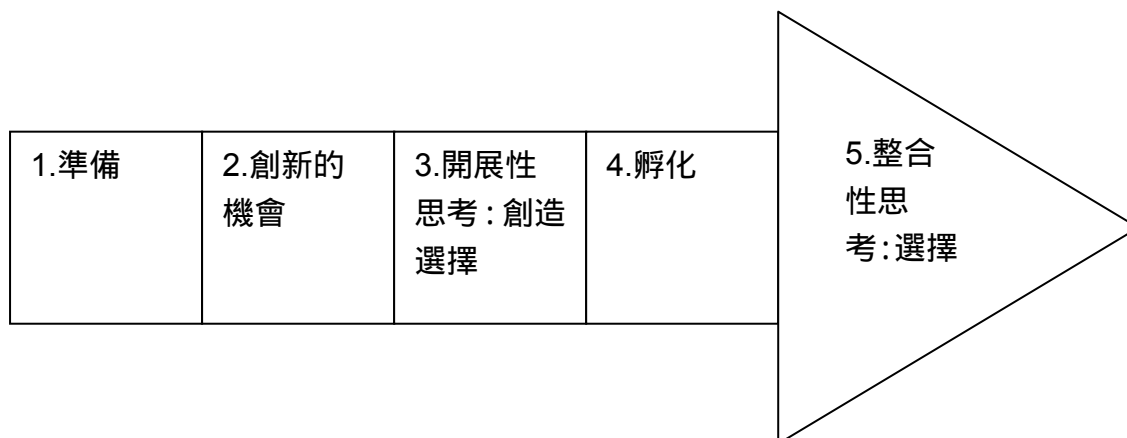 1.準備
2.創新的
機會
3.開展性
思考:創造
選擇
4.孵化
5.整合
性思
考:選擇